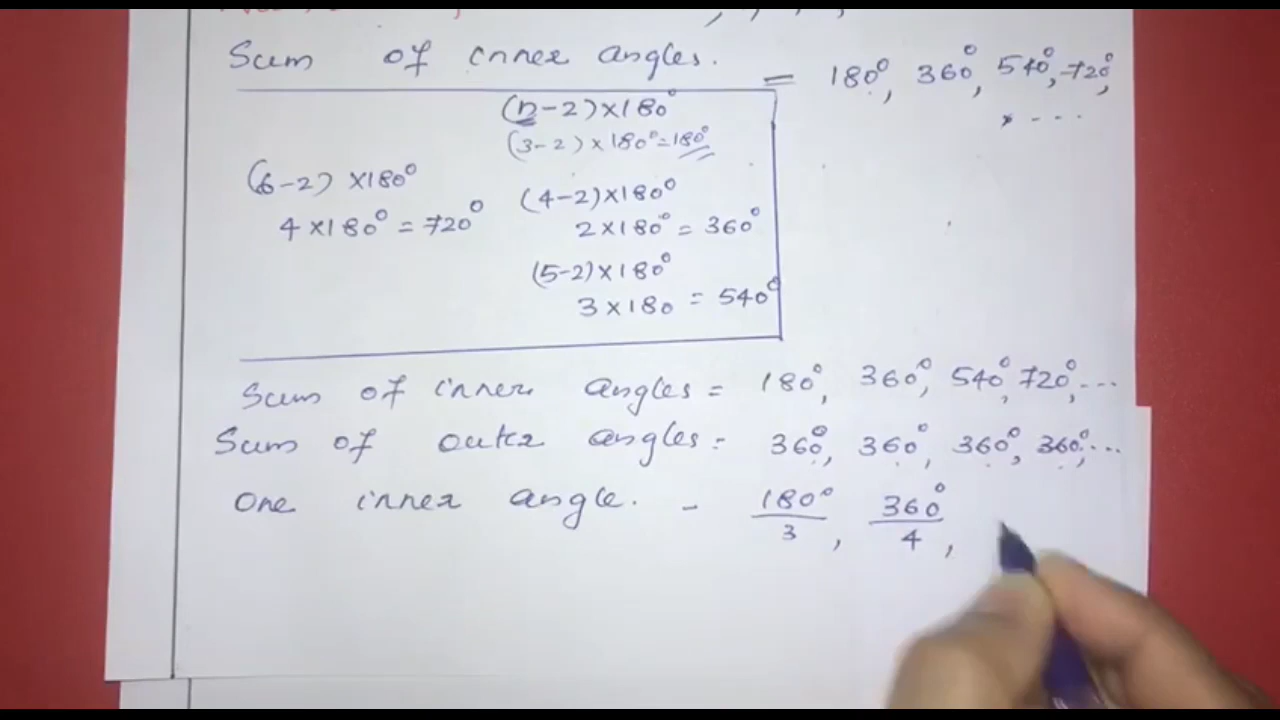 Sum of inner angles. = 180°, 360°, 540°, 720°, ...
(n-2)×180°
(3-2)×180°=180°
(6-2)×180°
4×180°=720°
(4-2)×180°
2×180°=360°
(5-2)×180°
3×180=540°
Sum of inner angles = 180°, 360°, 540°, 720°, ...
Sum of outer angles = 360°, 360°, 360°, 360°, ...
One inner angle. - 180°/3, 360°/4,